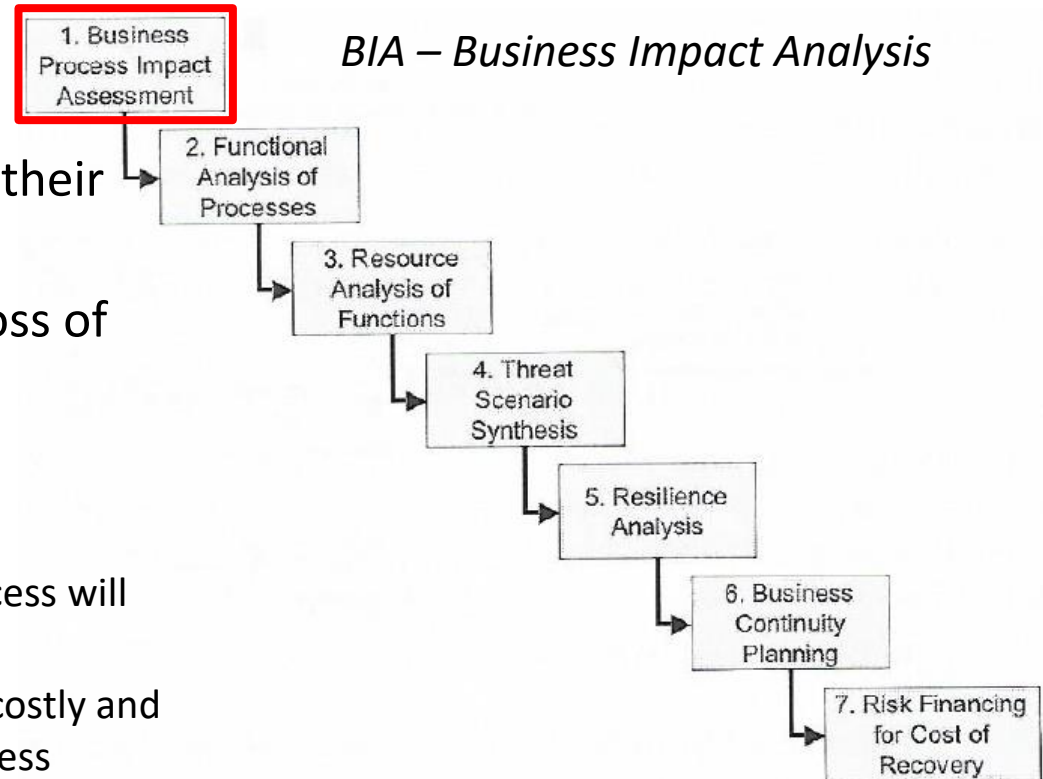 1. Business
Process Impact
Assessment
BIA – Business Impact Analysis
2. Functional
Analysis of
Processes
their
3. Resource
Analysis of
Functions
oss of
4. Threat
Scenario
Synthesis
5. Resilience
Analysis
cess will
6. Business
Continuity
Planning
costly and
ess
7. Risk Financing
for Cost of
Recovery